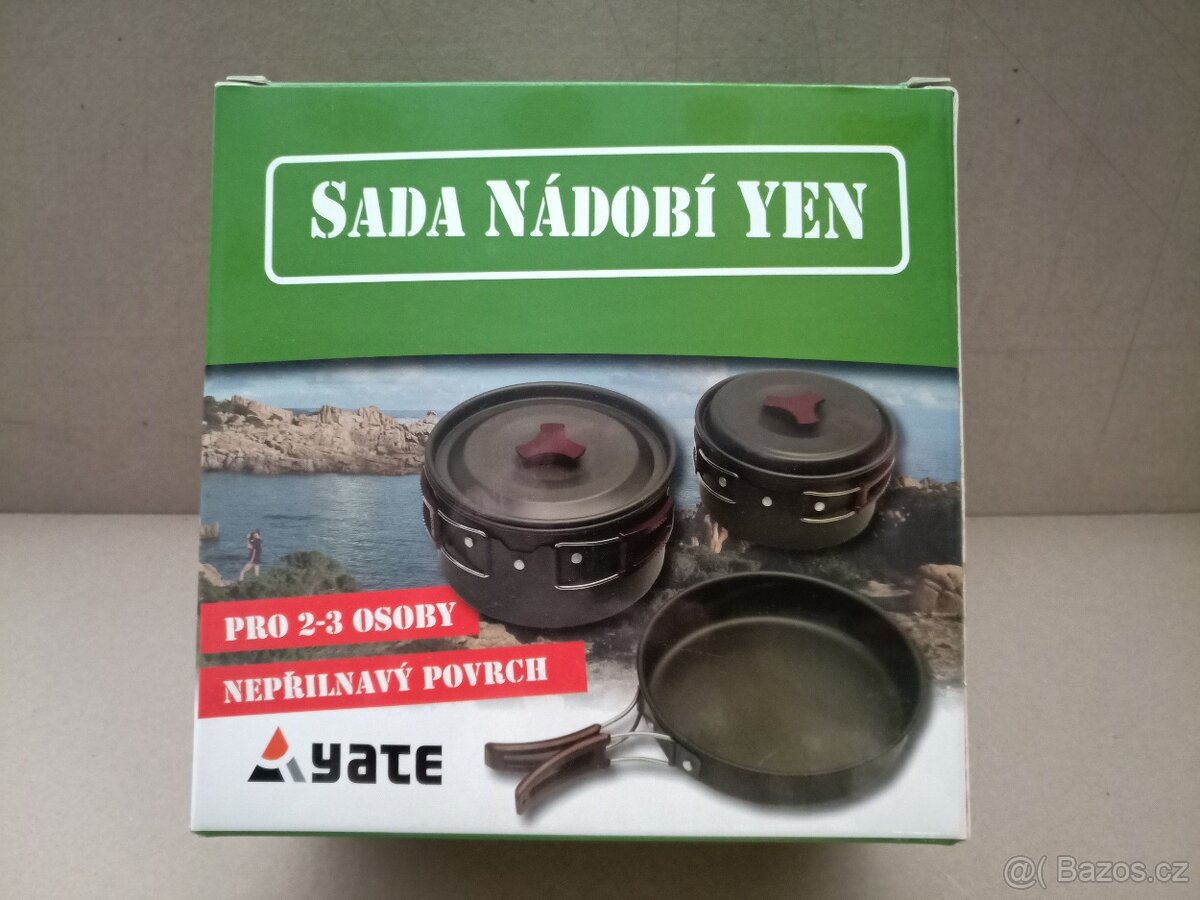 SADA NÁDOBÍ YEN
PRO 2-3 OSOBY
NEPŘILNAVÝ POVRCH
yate
@( Bazos.cz